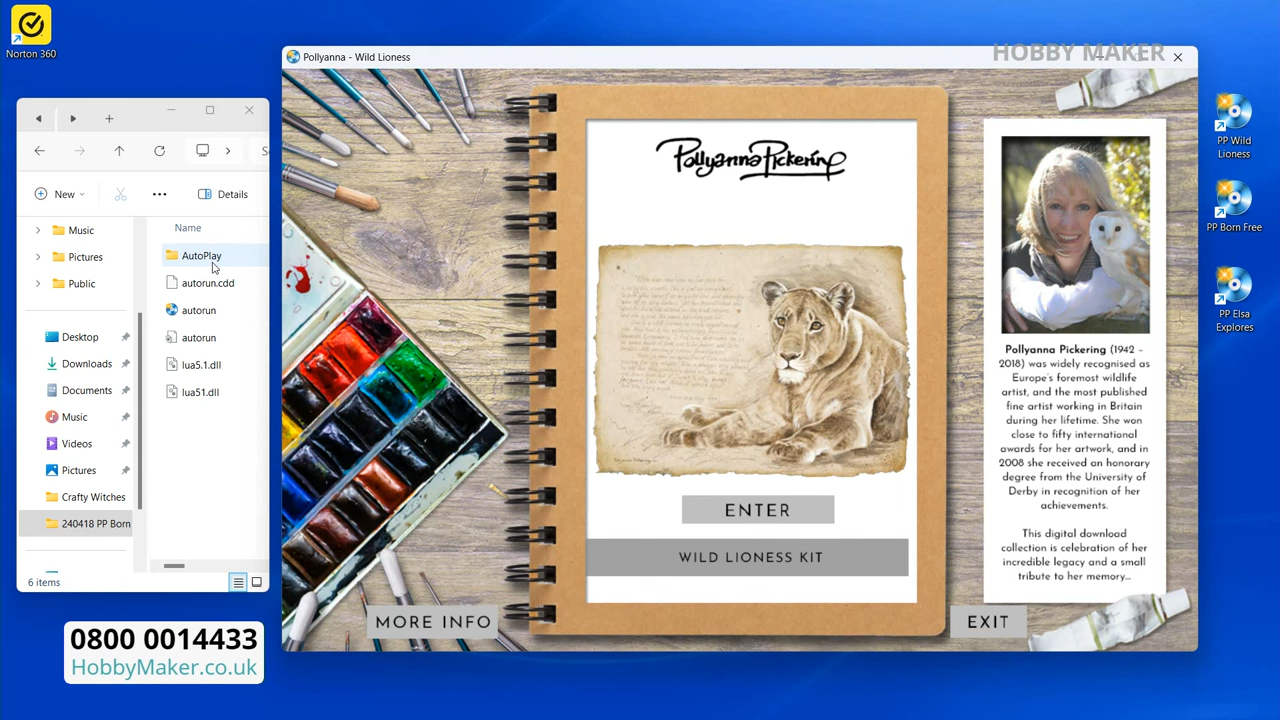 Norton 360
Pollyanna - Wild Lioness
HOBBY MAKER
New
Details
Name
Music
Pictures
Public
AutoPlay
autorun.cdd
autorun
autorun
lua5.1.dll
lua51.dll
Desktop
Downloads
Documents
Music
Videos
Pictures
Crafty Witches
240418 PP Born
6 items
Pollyanna Pickering
ENTER
WILD LIONESS KIT
MORE INFO
EXIT
Pollyanna Pickering (1942 –
2018) was widely recognised as
Europe's foremost wildlife
artist, and the most published
fine artist working in Britain
during her lifetime. She won
close to fifty international
awards for her artwork, and in
2008 she received an honorary
degree from the University of
Derby in recognition of her
achievements.
This digital download
collection is celebration of her
incredible legacy and a small
tribute to her memory...
PP Wild
Lioness
PP Born Free
PP Elsa
Explores
0800 0014433
HobbyMaker.co.uk